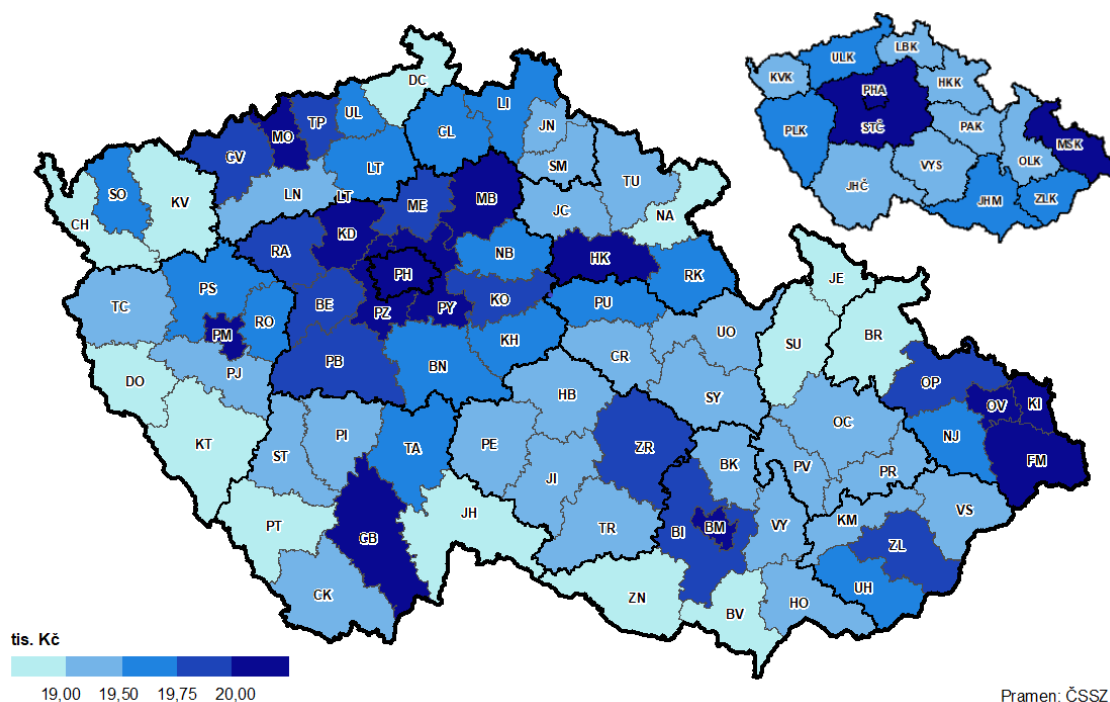 DC
LI
UL
TP
MO
CV
CL
JN
SM
LT
LN
LT
TU
SO
KV
CH
ME
MB
JC
NA
KD
RA
NB
HK
PH
RK
TC
PS
BE
KO
PZ
PY
PU
RO
PM
UO
PB
KH
CR
PJ
BN
DO
SY
HB
KT
ST
PI
TA
PE
ZR
JI
BK
PT
JH
CB
TR
BI
BM
VY
CK
ZN
BV
HO
JE
SU
BR
OP
OV
KI
OC
NJ
FM
PV
PR
KM
VS
ZL
UH
ULK
LBK
KVK
PHA
HKK
PLK
STČ
PAK
MSK
OLK
VYS
JHČ
JHM
ZLK
tis. Kč
19,00 19,50 19,75 20,00
Pramen: ČSSZ